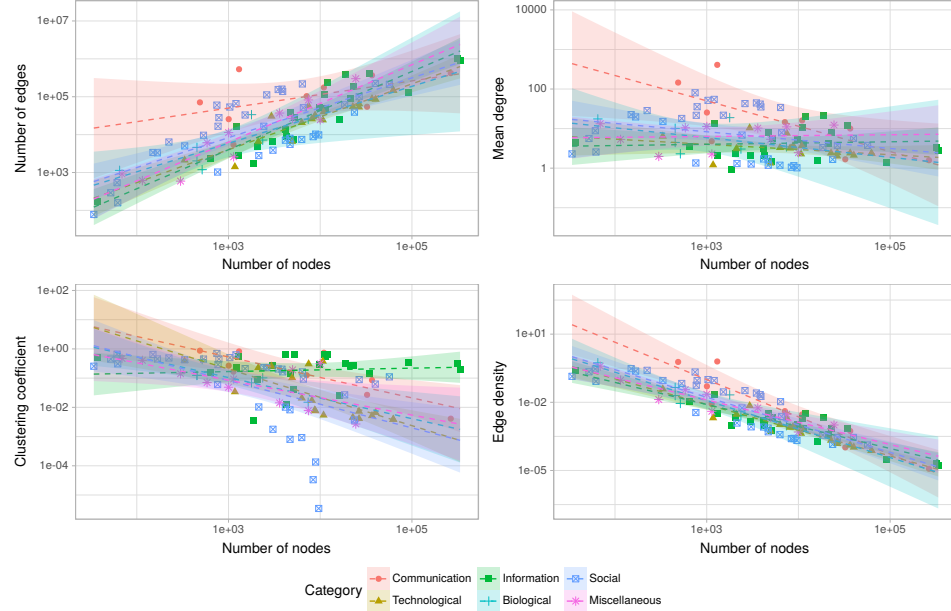 1e+07
1e+05
1e+03
Number of edges
1e+03
1e+05
Number of nodes
10000
100
1
Mean degree
1e+03
1e+05
Number of nodes
1e+02
1e+00
1e-02
1e-04
Clustering coefficient
1e+03
1e+05
Number of nodes
1e+01
1e-02
1e-05
Edge density
1e+03
1e+05
Number of nodes
Category
Communication
Information
Social
Technological
Biological
Miscellaneous